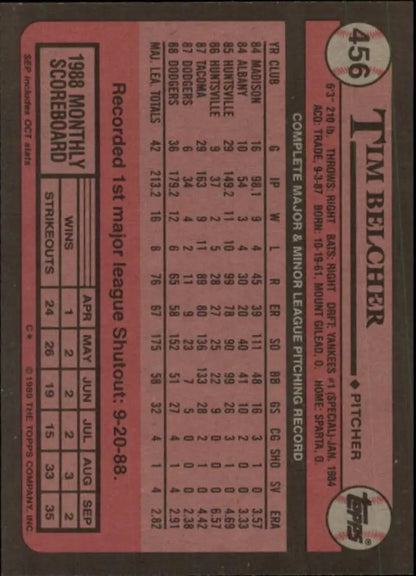 456
TIM BELCHER ♦ PITCHER
topps®
6'3" 210 lb. THROWS: RIGHT BATS: RIGHT DRFT: YANKEES #1 (SPECIAL)-JAN, 1984
ACQ: TRADE, 9-3-87 BORN: 10-19-61, MOUNT GILEAD, O. HOME: SPARTA, O.
COMPLETE MAJOR & MINOR LEAGUE PITCHING RECORD
YR CLUB G IP W L R ER SO BB GS CG SHO SV ERA
84 MADISON 16 98.1 9 4 45 39 111 48 16 3 1 0 3.57
84 ALBANY 10 54 3 4 30 20 41 41 10 2 0 0 3.33
85 HUNTSVILLE 29 149.2 11 10 99 78 90 99 26 3 1 0 4.69
86 HUNTSVILLE 9 37 2 5 28 27 25 22 9 0 0 0 6.57
87 TACOMA 29 163 9 11 89 80 133 28 1 4.42
87 DODGERS 6 34 4 2 11 9 23 7 5 0 0 0 2.38
88 DODGERS 36 179.2 12 6 65 58 152 51 27 4 1 4 2.91
MAJ. LEA. TOTALS 42 213.2 16 8 76 67 175 58 32 4 1 4 2.82
Recorded 1st major league Shutout: 9-20-88.
1988 MONTHLY SCOREBOARD
SEP includes OCT stats
APR MAY JUN JUL AUG SEP
WINS 1 2 2 2 3 2
STRIKEOUTS 24 26 19 15 33 35
C* © 1989 THE TOPPS COMPANY, INC